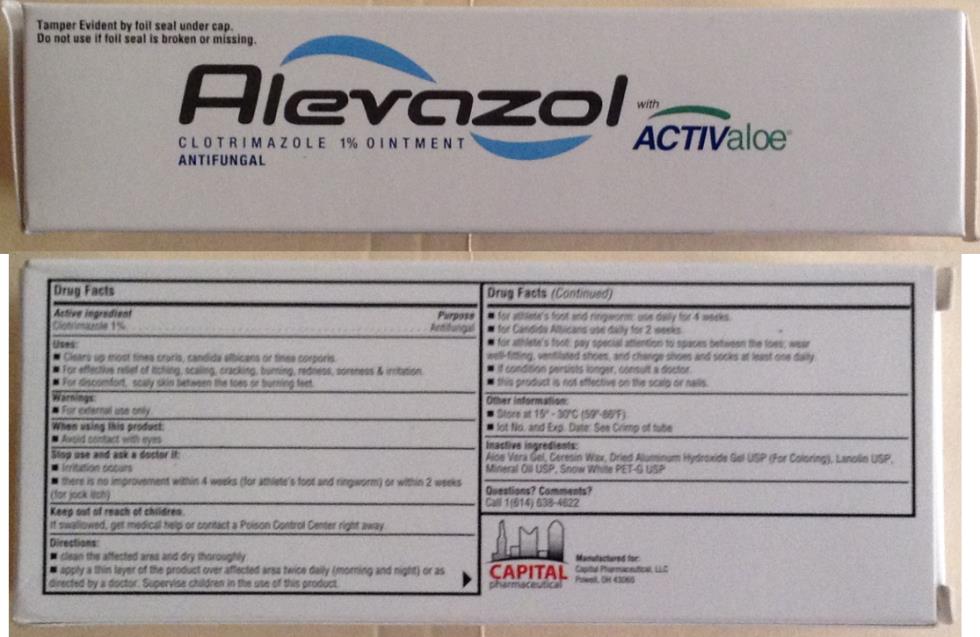 Tamper Evident by foil seal under cap.
Do not use if foil seal is broken or missing.
Alevazol
with
ACTIValoe®
CLOTRIMAZOLE 1% OINTMENT
ANTIFUNGAL
Drug Facts
Active ingredient Purpose
Clotrimazole 1% Antifungal
Uses:
■ Clears up most tinea cruris, candida albicans or tinea corporis.
■ For effective relief of itching, scaling, cracking, burning, redness, soreness & irritation.
■ For discomfort, scaly skin between the toes or burning feet.
Warnings:
■ For external use only
When using this product:
■ Avoid contact with eyes
Stop use and ask a doctor if:
■ Irritation occurs
■ there is no improvement within 4 weeks (for athlete's foot and ringworm) or within 2 weeks
(for jock itch)
Keep out of reach of children.
If swallowed, get medical help or contact a Poison Control Center right away.
Directions:
■ clean the affected area and dry thoroughly
■ apply a thin layer of the product over affected area twice daily (morning and night) or as
directed by a doctor. Supervise children in the use of this product.
Drug Facts (Continued)
■ for athlete's foot and ringworm: use daily for 4 weeks.
■ for Candida Albicans use daily for 2 weeks.
■ for athlete's foot: pay special attention to spaces between the toes; wear
well-fitting, ventilated shoes, and change shoes and socks at least one daily.
■ if condition persists longer, consult a doctor.
■ this product is not effective on the scalp or nails.
Other information:
■ Store at 15° - 30°C (59°-86°F)
■ lot No. and Exp. Date: See Crimp of tube
Inactive ingredients:
Aloe Vera Gel, Ceresin Wax, Dried Aluminum Hydroxide Gel USP (For Coloring), Lanolin USP,
Mineral Oil USP, Snow White PET-G USP
Questions? Comments?
Call 1(614) 638-4622
CAPITAL
pharmaceutical
Manufactured for:
Capital Pharmaceutical, LLC
Powell, OH 43065